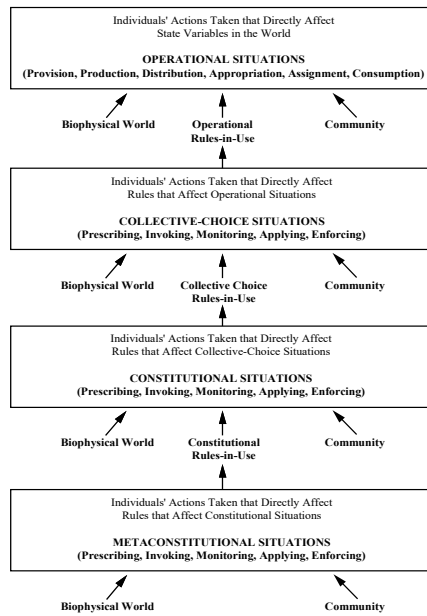 Individuals' Actions Taken that Directly Affect
State Variables in the World
OPERATIONAL SITUATIONS
(Provision, Production, Distribution, Appropriation, Assignment, Consumption)
Biophysical World Operational Community
Rules-in-Use
Individuals' Actions Taken that Directly Affect
Rules that Affect Operational Situations
COLLECTIVE-CHOICE SITUATIONS
(Prescribing, Invoking, Monitoring, Applying, Enforcing)
Biophysical World Collective Choice Community
Rules-in-Use
Individuals' Actions Taken that Directly Affect
Rules that Affect Collective-Choice Situations
CONSTITUTIONAL SITUATIONS
(Prescribing, Invoking, Monitoring, Applying, Enforcing)
Biophysical World Constitutional Community
Rules-in-Use
Individuals' Actions Taken that Directly Affect
Rules that Affect Constitutional Situations
METACONSTITUTIONAL SITUATIONS
(Prescribing, Invoking, Monitoring, Applying, Enforcing)
Biophysical World Community